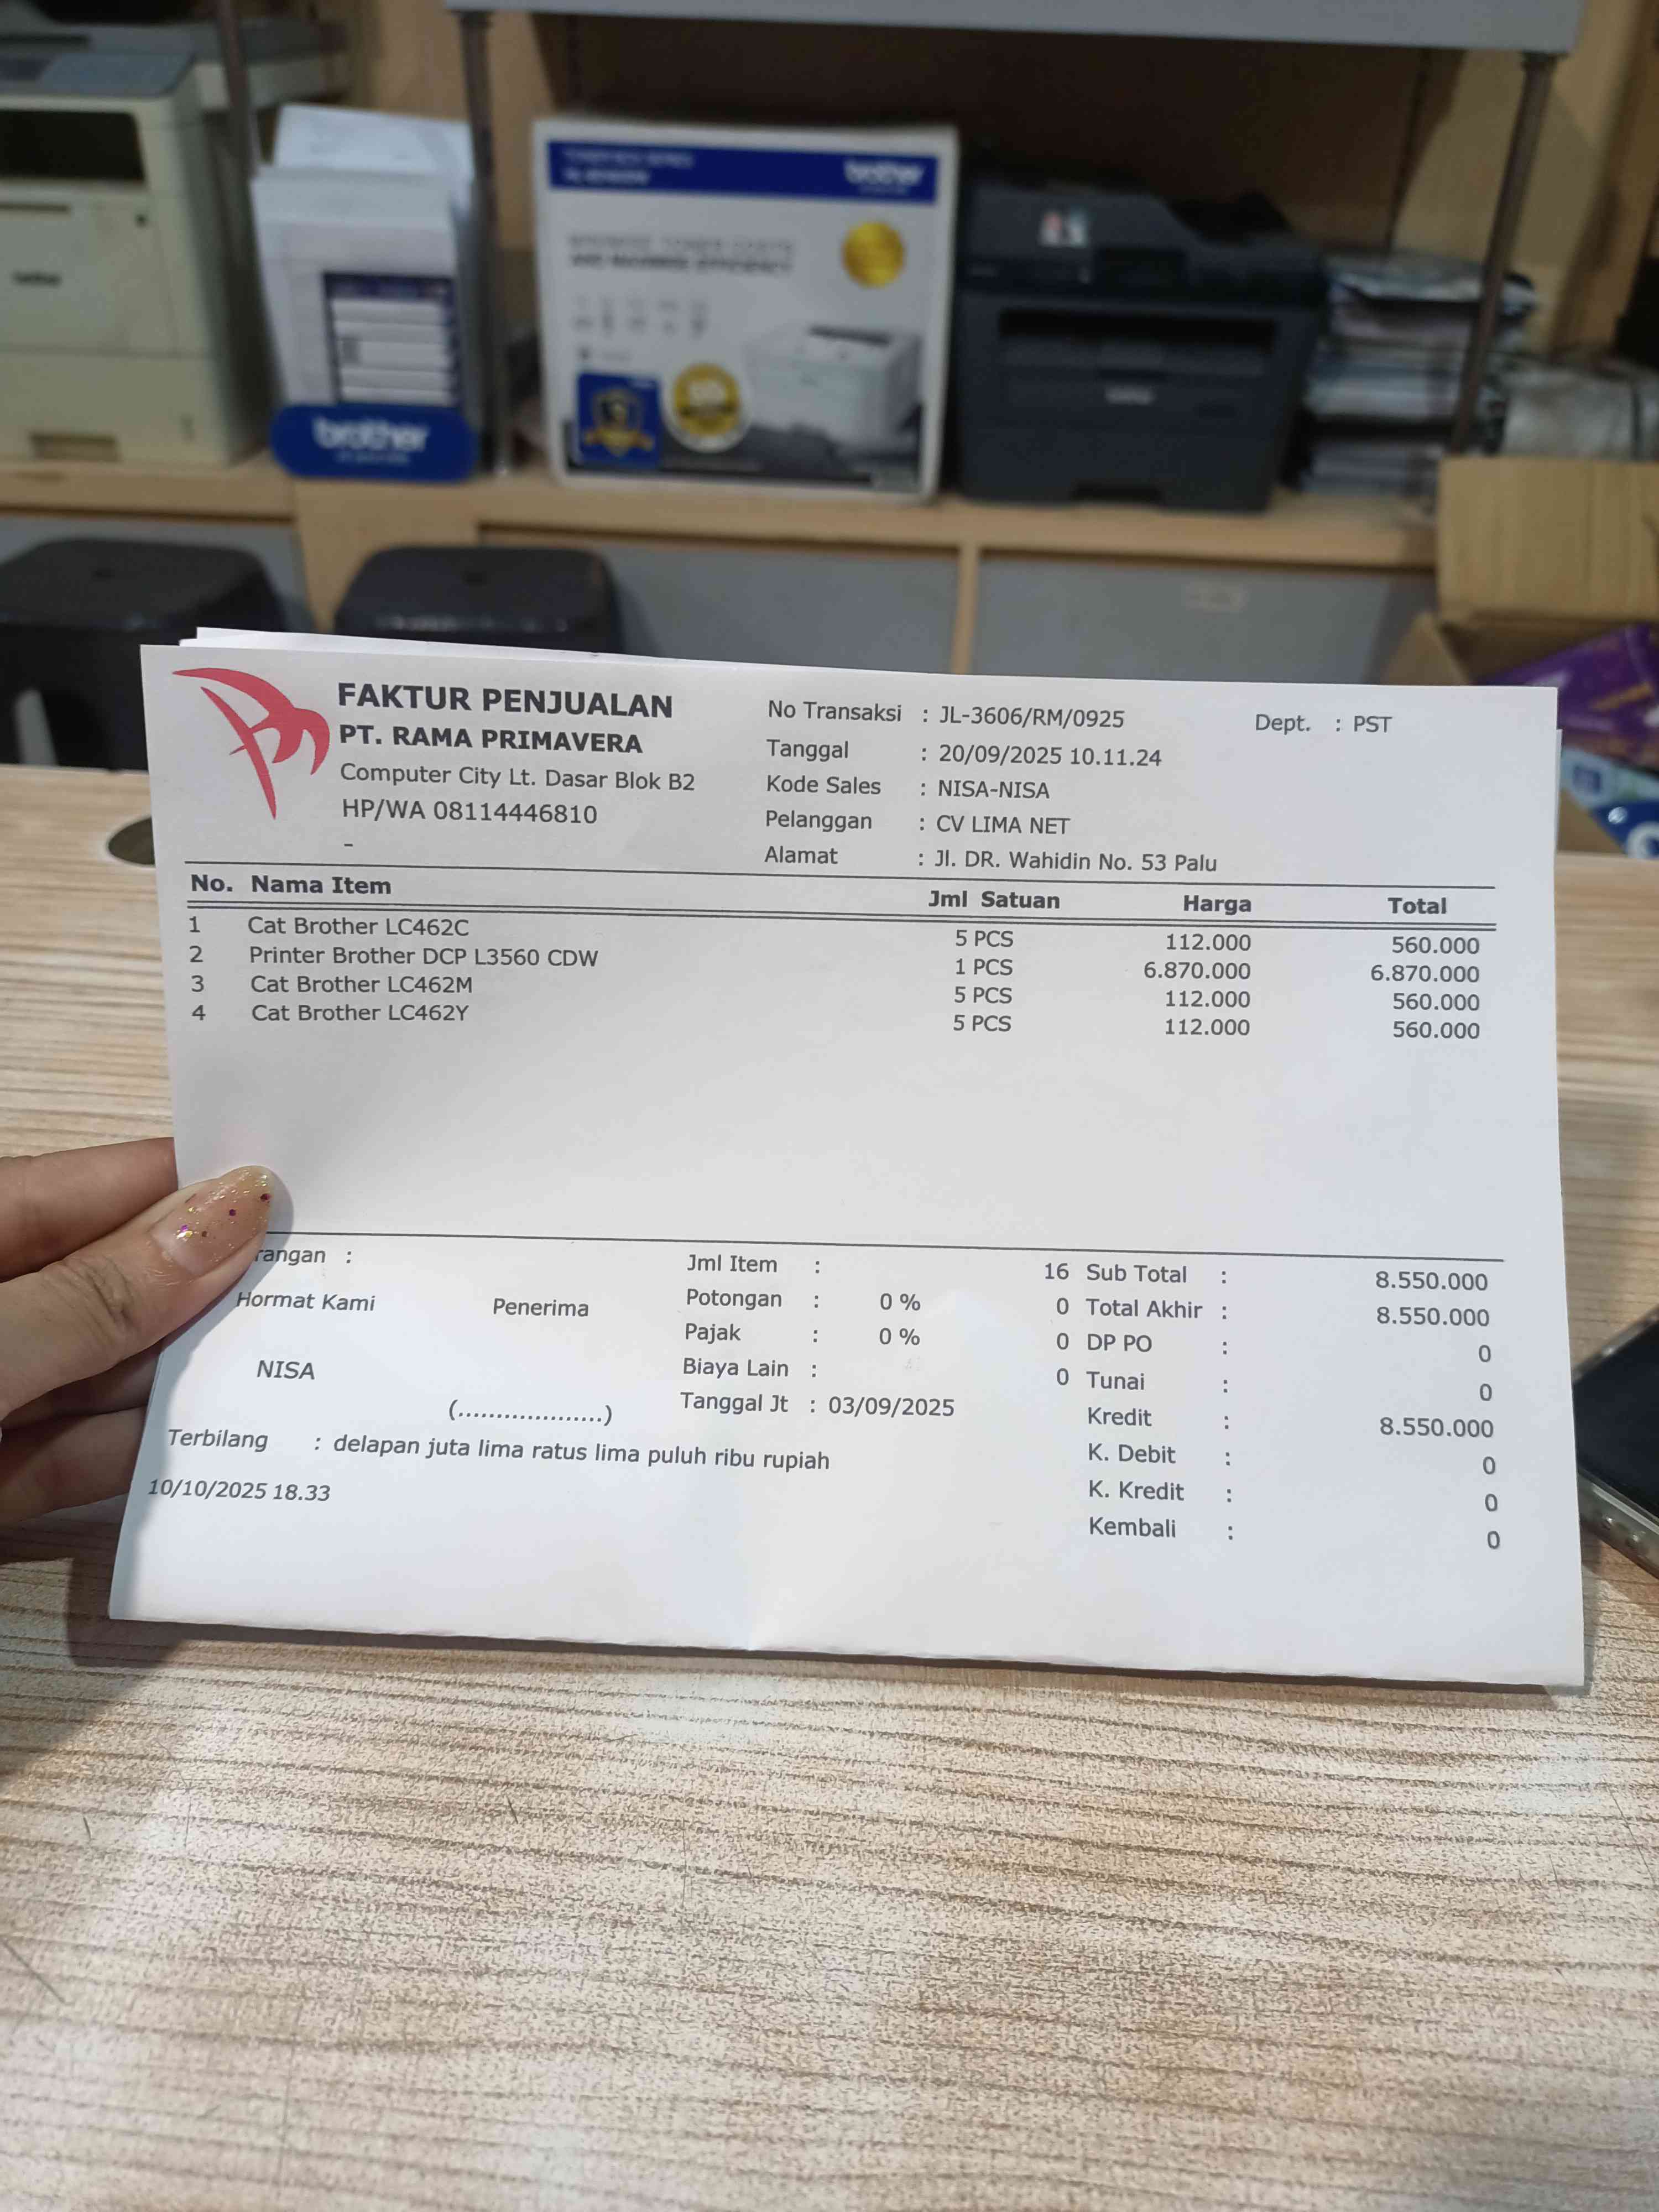 brother
brother
FAKTUR PENJUALAN
PT. RAMA PRIMAVERA
Computer City Lt. Dasar Blok B2
HP/WA 08114446810
-
No Transaksi : JL-3606/RM/0925 Dept. : PST
Tanggal : 20/09/2025 10.11.24
Kode Sales : NISA-NISA
Pelanggan : CV LIMA NET
Alamat : Jl. DR. Wahidin No. 53 Palu
No. Nama Item Jml Satuan Harga Total
1 Cat Brother LC462C 5 PCS 112.000 560.000
2 Printer Brother DCP L3560 CDW 1 PCS 6.870.000 6.870.000
3 Cat Brother LC462M 5 PCS 112.000 560.000
4 Cat Brother LC462Y 5 PCS 112.000 560.000
rangan :
Hormat Kami Penerima
NISA
(...................)
Jml Item : 16
Potongan : 0 % 0
Pajak : 0 % 0
Biaya Lain : 0
Tanggal Jt : 03/09/2025
Sub Total : 8.550.000
Total Akhir : 8.550.000
DP PO : 0
Tunai : 0
Kredit : 8.550.000
K. Debit : 0
K. Kredit : 0
Kembali : 0
Terbilang : delapan juta lima ratus lima puluh ribu rupiah
10/10/2025 18.33